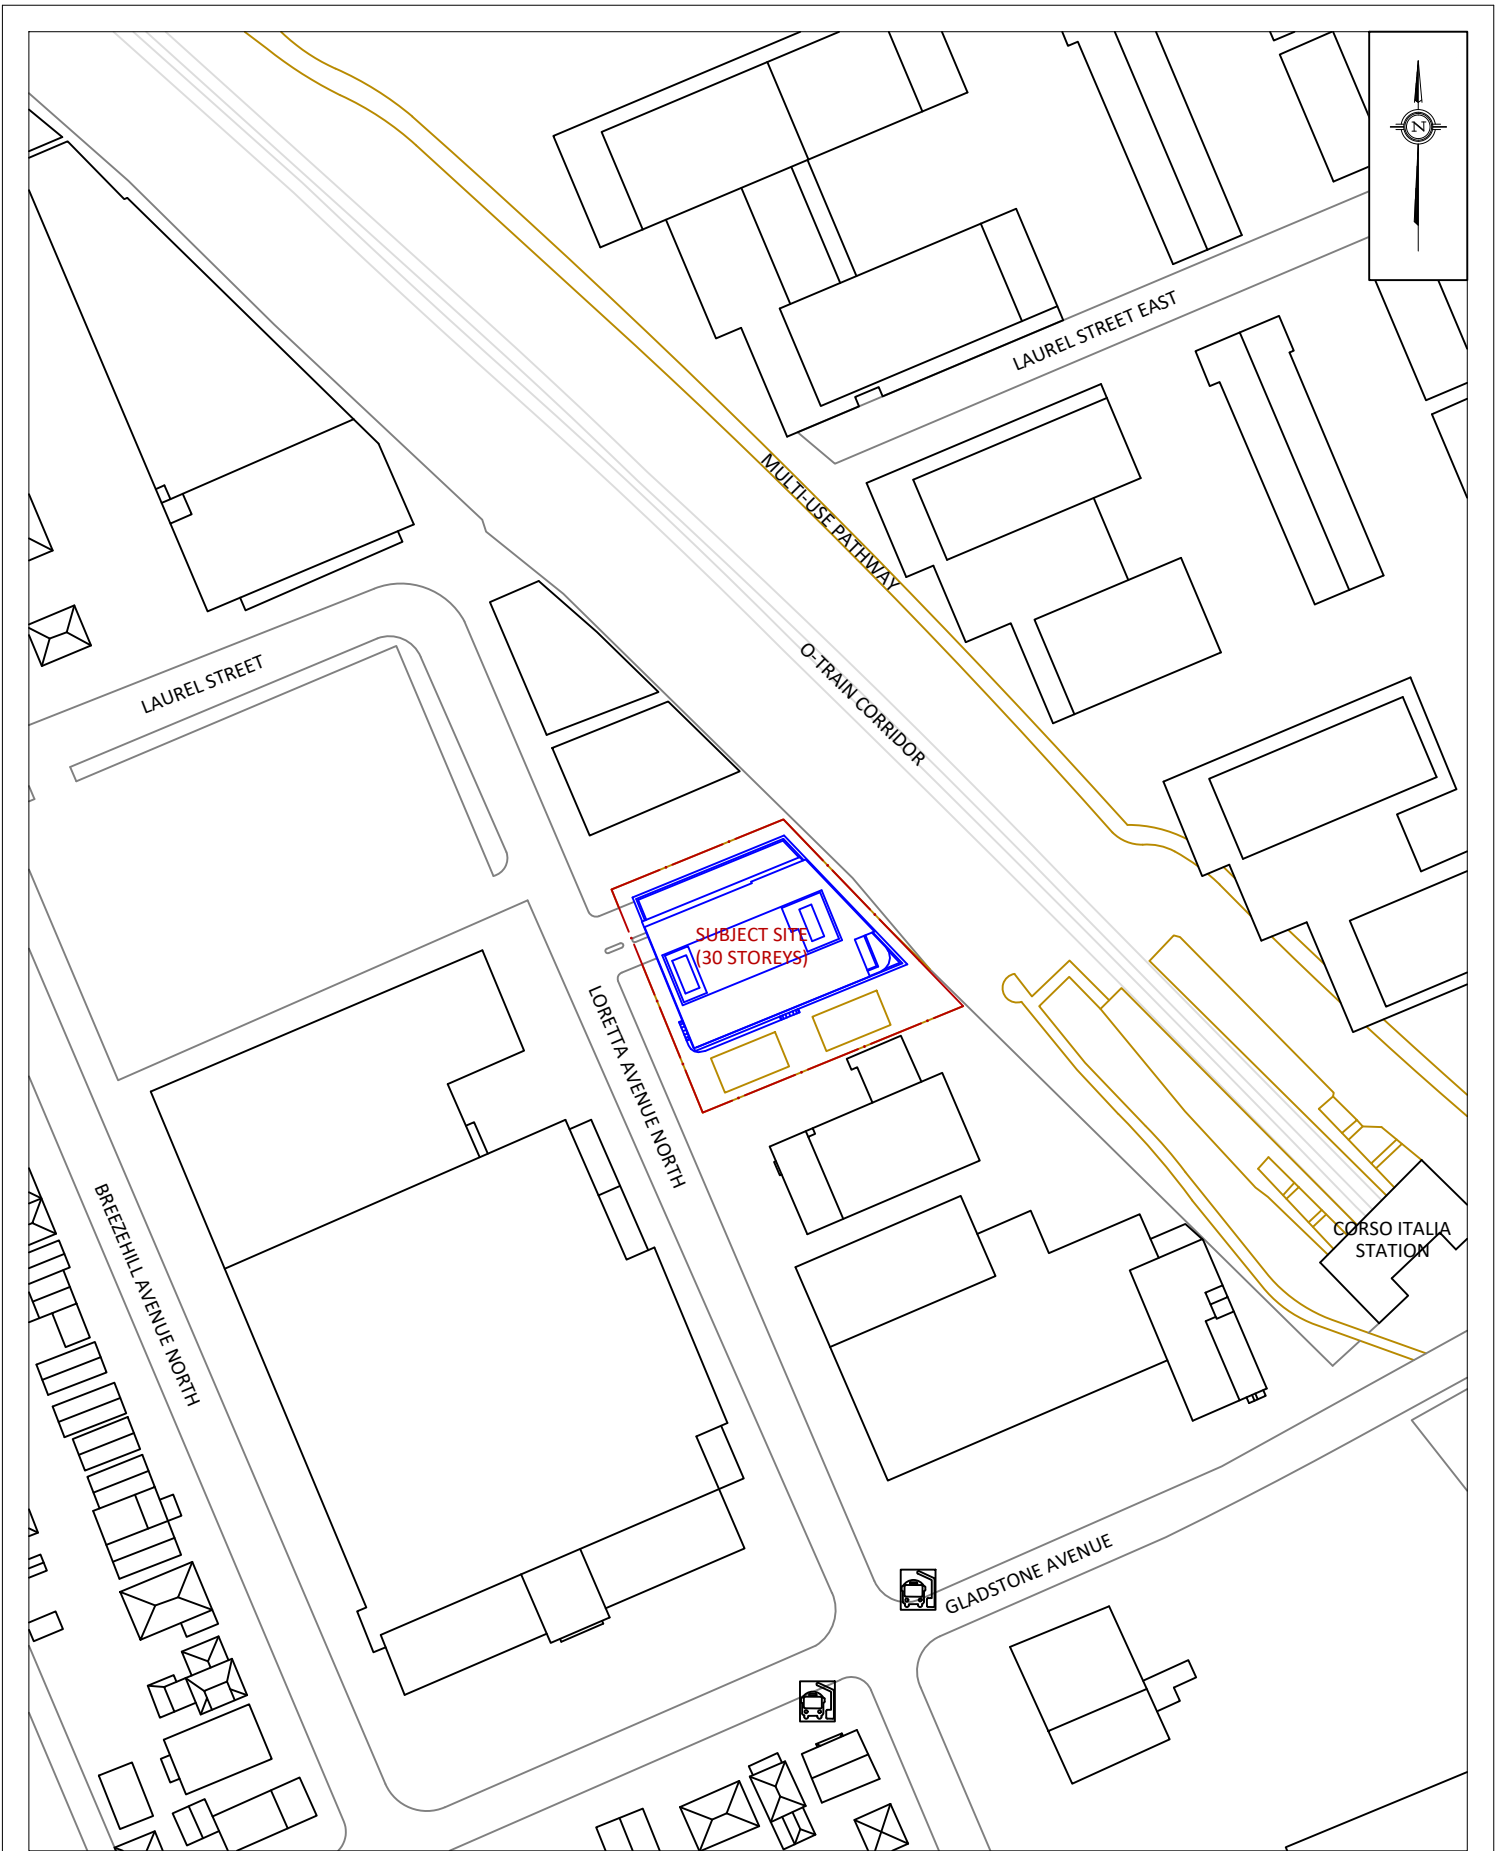 N
LAUREL STREET EAST
MULTI-USE PATHWAY
O-TRAIN CORRIDOR
LAUREL STREET
SUBJECT SITE
(30 STOREYS)
LORETTA AVENUE NORTH
BREEZEHILL AVENUE NORTH
CORSO ITALIA
STATION
GLADSTONE AVENUE